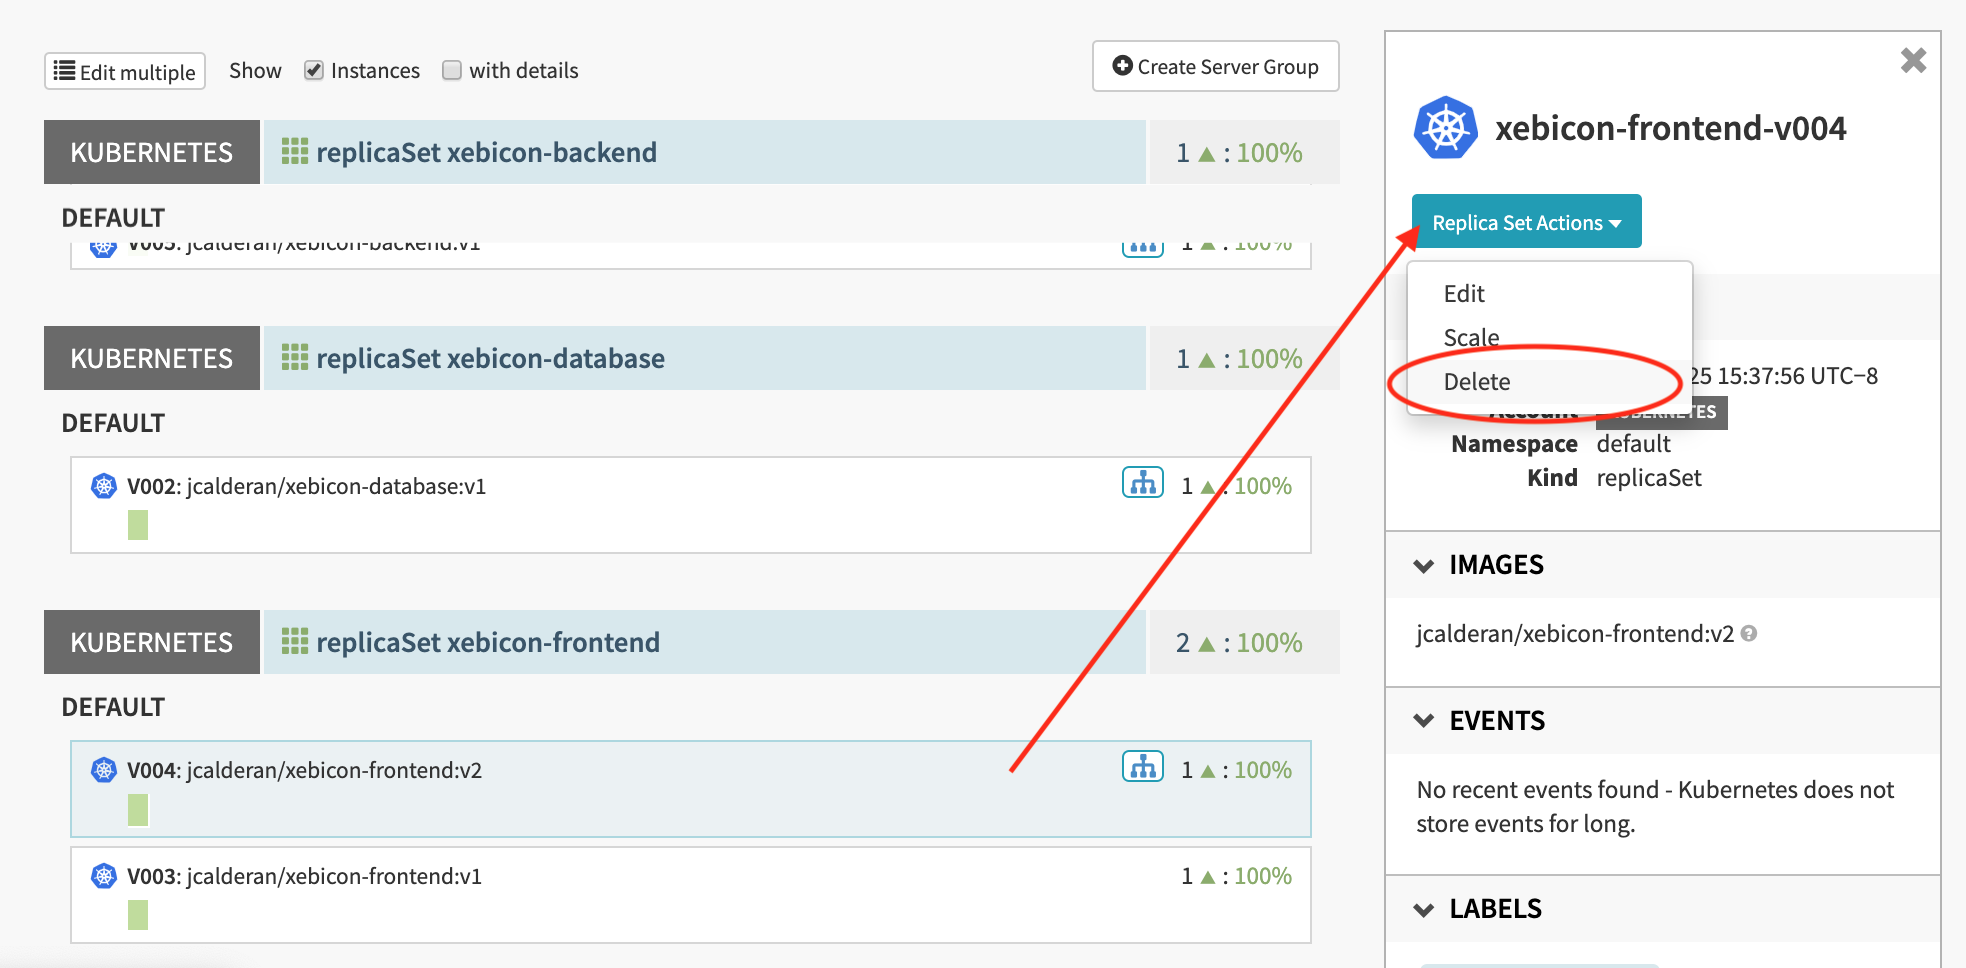 Edit multiple Show Instances with details
Create Server Group
KUBERNETES replicaSet xebicon-backend 1 ▲ : 100%
DEFAULT
V003: jcalderan/xebicon-backend:v1 1 ▲ : 100%
KUBERNETES replicaSet xebicon-database 1 ▲ : 100%
DEFAULT
V002: jcalderan/xebicon-database:v1 1 ▲ : 100%
KUBERNETES replicaSet xebicon-frontend 2 ▲ : 100%
DEFAULT
V004: jcalderan/xebicon-frontend:v2 1 ▲ : 100%
V003: jcalderan/xebicon-frontend:v1 1 ▲ : 100%
xebicon-frontend-v004
Replica Set Actions
Edit
Scale
Delete
25 15:37:56 UTC−8
Account KUBERNETES
Namespace default
Kind replicaSet
IMAGES
jcalderan/xebicon-frontend:v2
EVENTS
No recent events found - Kubernetes does not
store events for long.
LABELS